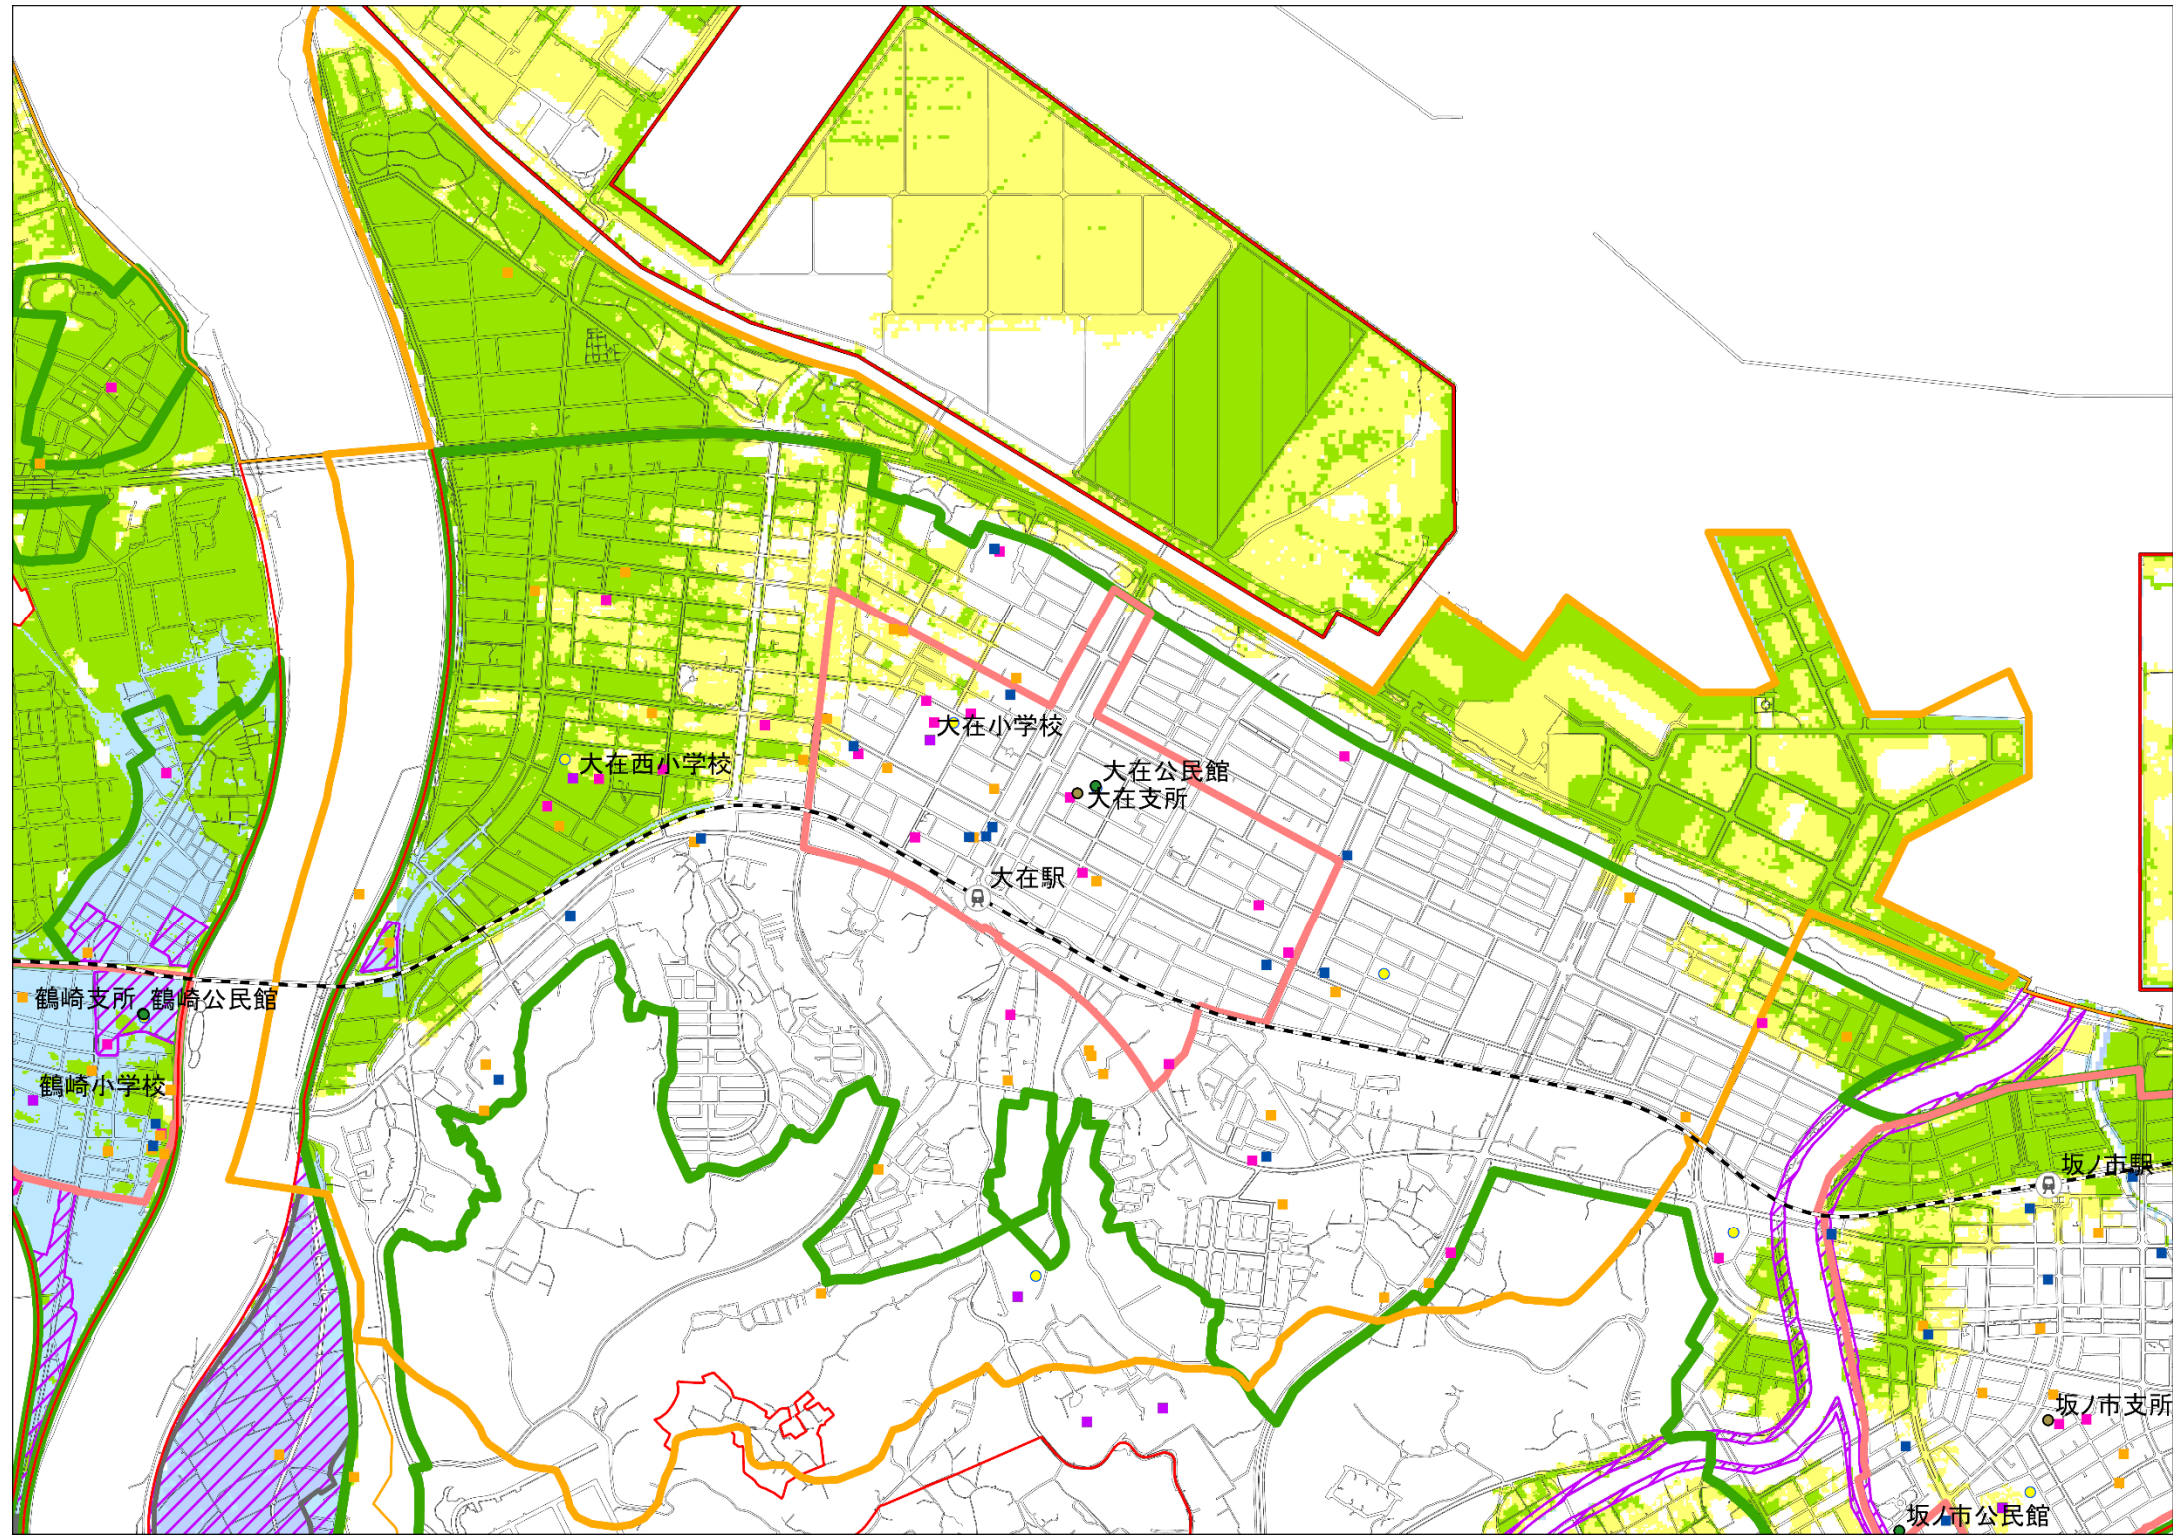 大在小学校
大在西小学校
大在公民館
大在支所
大在駅
鶴崎支所
鶴崎公民館
鶴崎小学校
坂ノ市駅
坂ノ市支所
坂ノ市公民館